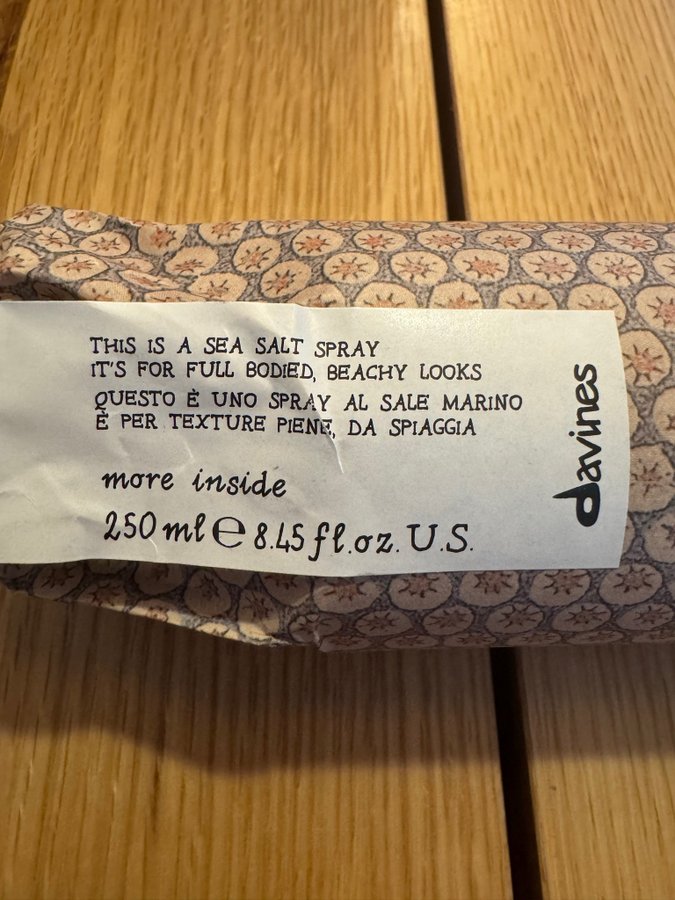 THIS IS A SEA SALT SPRAY
IT'S FOR FULL BODIED, BEACHY LOOKS
QUESTO È UNO SPRAY AL SALE MARINO
È PER TEXTURE PIENE, DA SPIAGGIA
more inside
250 ml e 8.45 fl.oz. U.S.
davines